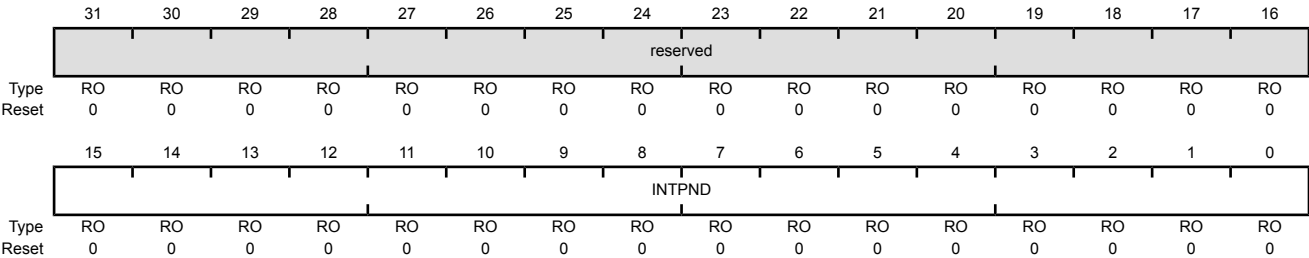 31 30 29 28 27 26 25 24 23 22 21 20 19 18 17 16
reserved
Type RO RO RO RO RO RO RO RO RO RO RO RO RO RO RO RO
Reset 0 0 0 0 0 0 0 0 0 0 0 0 0 0 0 0
15 14 13 12 11 10 9 8 7 6 5 4 3 2 1 0
INTPND
Type RO RO RO RO RO RO RO RO RO RO RO RO RO RO RO RO
Reset 0 0 0 0 0 0 0 0 0 0 0 0 0 0 0 0